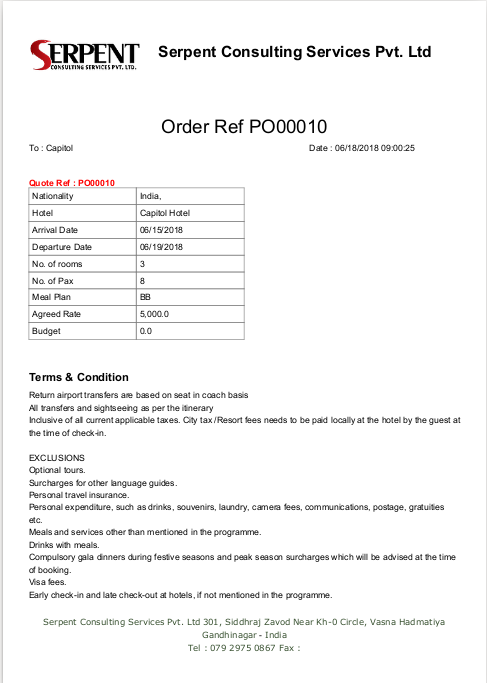 SERPENT
CONSULTING SERVICES PVT. LTD.
Serpent Consulting Services Pvt. Ltd
Order Ref PO00010
To : Capitol Date : 06/18/2018 09:00:25
Quote Ref : PO00010
Nationality India,
Hotel Capitol Hotel
Arrival Date 06/15/2018
Departure Date 06/19/2018
No. of rooms 3
No. of Pax 8
Meal Plan BB
Agreed Rate 5,000.0
Budget 0.0
Terms & Condition
Return airport transfers are based on seat in coach basis
All transfers and sightseeing as per the itinerary
Inclusive of all current applicable taxes. City tax /Resort fees needs to be paid locally at the hotel by the guest at
the time of check-in.
EXCLUSIONS
Optional tours.
Surcharges for other language guides.
Personal travel insurance.
Personal expenditure, such as drinks, souvenirs, laundry, camera fees, communications, postage, gratuities
etc.
Meals and services other than mentioned in the programme.
Drinks with meals.
Compulsory gala dinners during festive seasons and peak season surcharges which will be advised at the time
of booking.
Visa fees.
Early check-in and late check-out at hotels, if not mentioned in the programme.
Serpent Consulting Services Pvt. Ltd 301, Siddhraj Zavod Near Kh-0 Circle, Vasna Hadmatiya
Gandhinagar - India
Tel : 079 2975 0867 Fax :